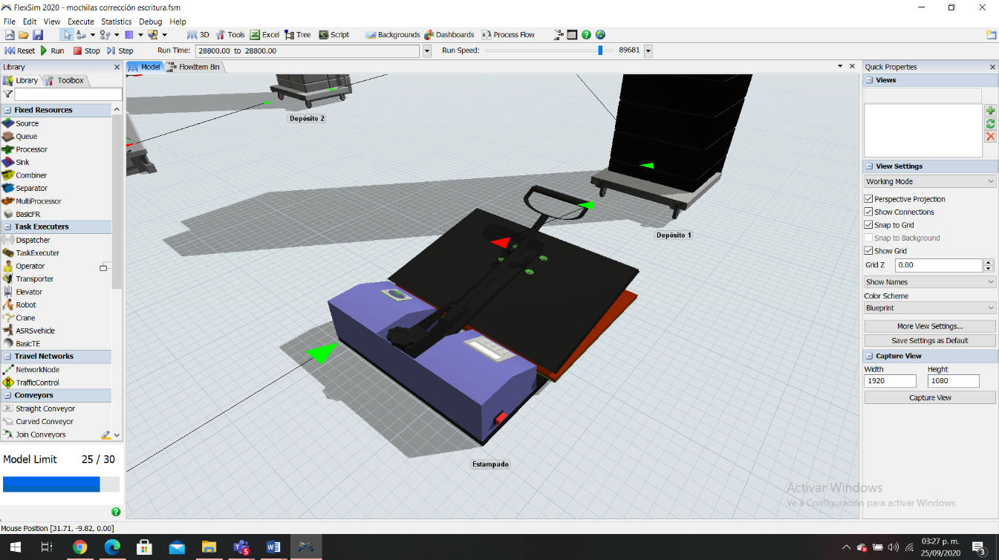 FlexSim 2020 - mochilas corrección escritura.fsm
File Edit View Execute Statistics Debug Help
3D Tools Excel Tree Script Backgrounds Dashboards Process Flow
Reset Run Stop Step Run Time: 28800.00 to 28800.00 Run Speed: 89681
Library
Library Toolbox
Fixed Resources
Source
Queue
Processor
Sink
Combiner
Separator
MultiProcessor
BasicFR
Task Executers
Dispatcher
TaskExecuter
Operator
Transporter
Elevator
Robot
Crane
ASRSvehicle
BasicTE
Travel Networks
NetworkNode
TrafficControl
Conveyors
Straight Conveyor
Curved Conveyor
Join Conveyors
Model Limit 25 / 30
Model FlowItem Bin
Depósito 2
Depósito 1
Estampado
Quick Properties
Views
View Settings
Working Mode
Perspective Projection
Show Connections
Snap to Grid
Snap to Background
Show Grid
Grid Z 0.00
Show Names
Color Scheme
Blueprint
More View Settings...
Save Settings as Default
Capture View
Width Height
1920 1080
Capture View
Activar Windows
Ve a Configuración para activar Windows.
Mouse Position [31.71, -9.82, 0.00]
5
03:27 p. m.
25/09/2020
3